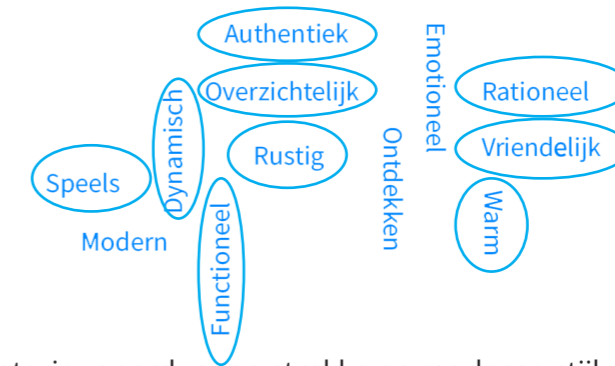 Authentiek
Emotioneel
Overzichtelijk
Rationeel
Dynamisch
Rustig
Ontdekken
Vriendelijk
Speels
Functioneel
Warm
Modern